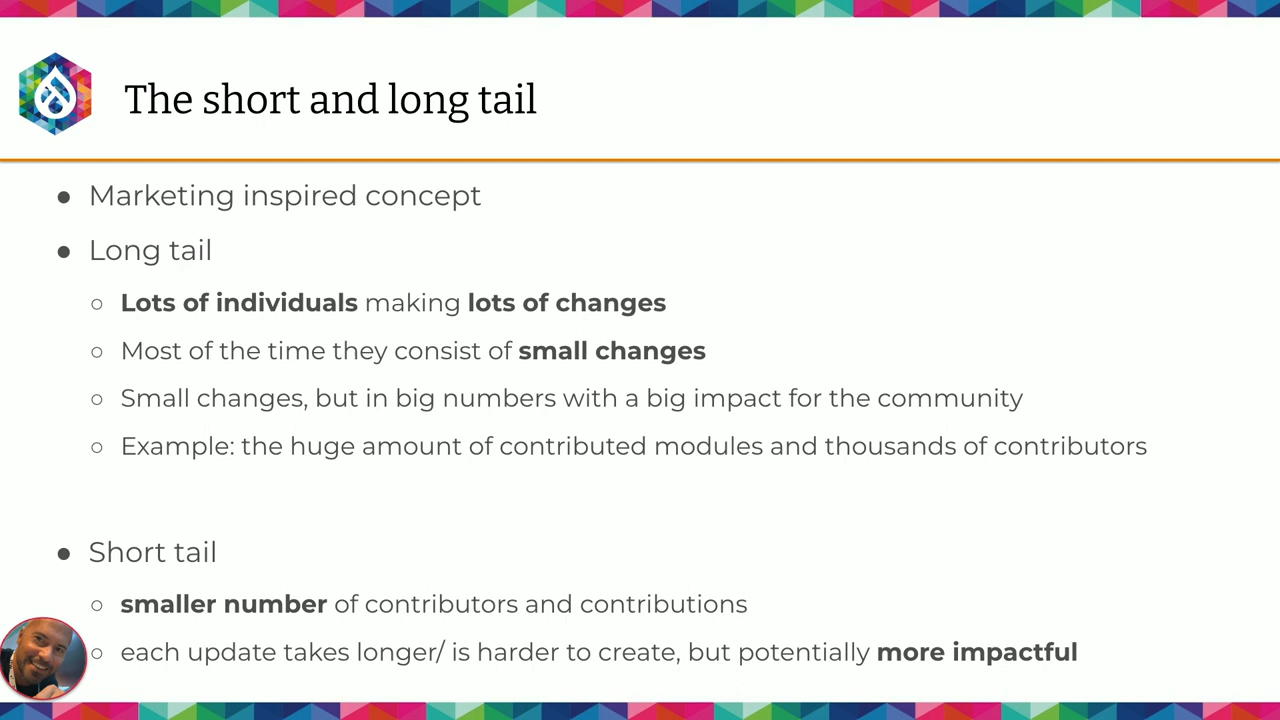 The short and long tail
● Marketing inspired concept
● Long tail
○ Lots of individuals making lots of changes
○ Most of the time they consist of small changes
○ Small changes, but in big numbers with a big impact for the community
○ Example: the huge amount of contributed modules and thousands of contributors
● Short tail
○ smaller number of contributors and contributions
○ each update takes longer/ is harder to create, but potentially more impactful